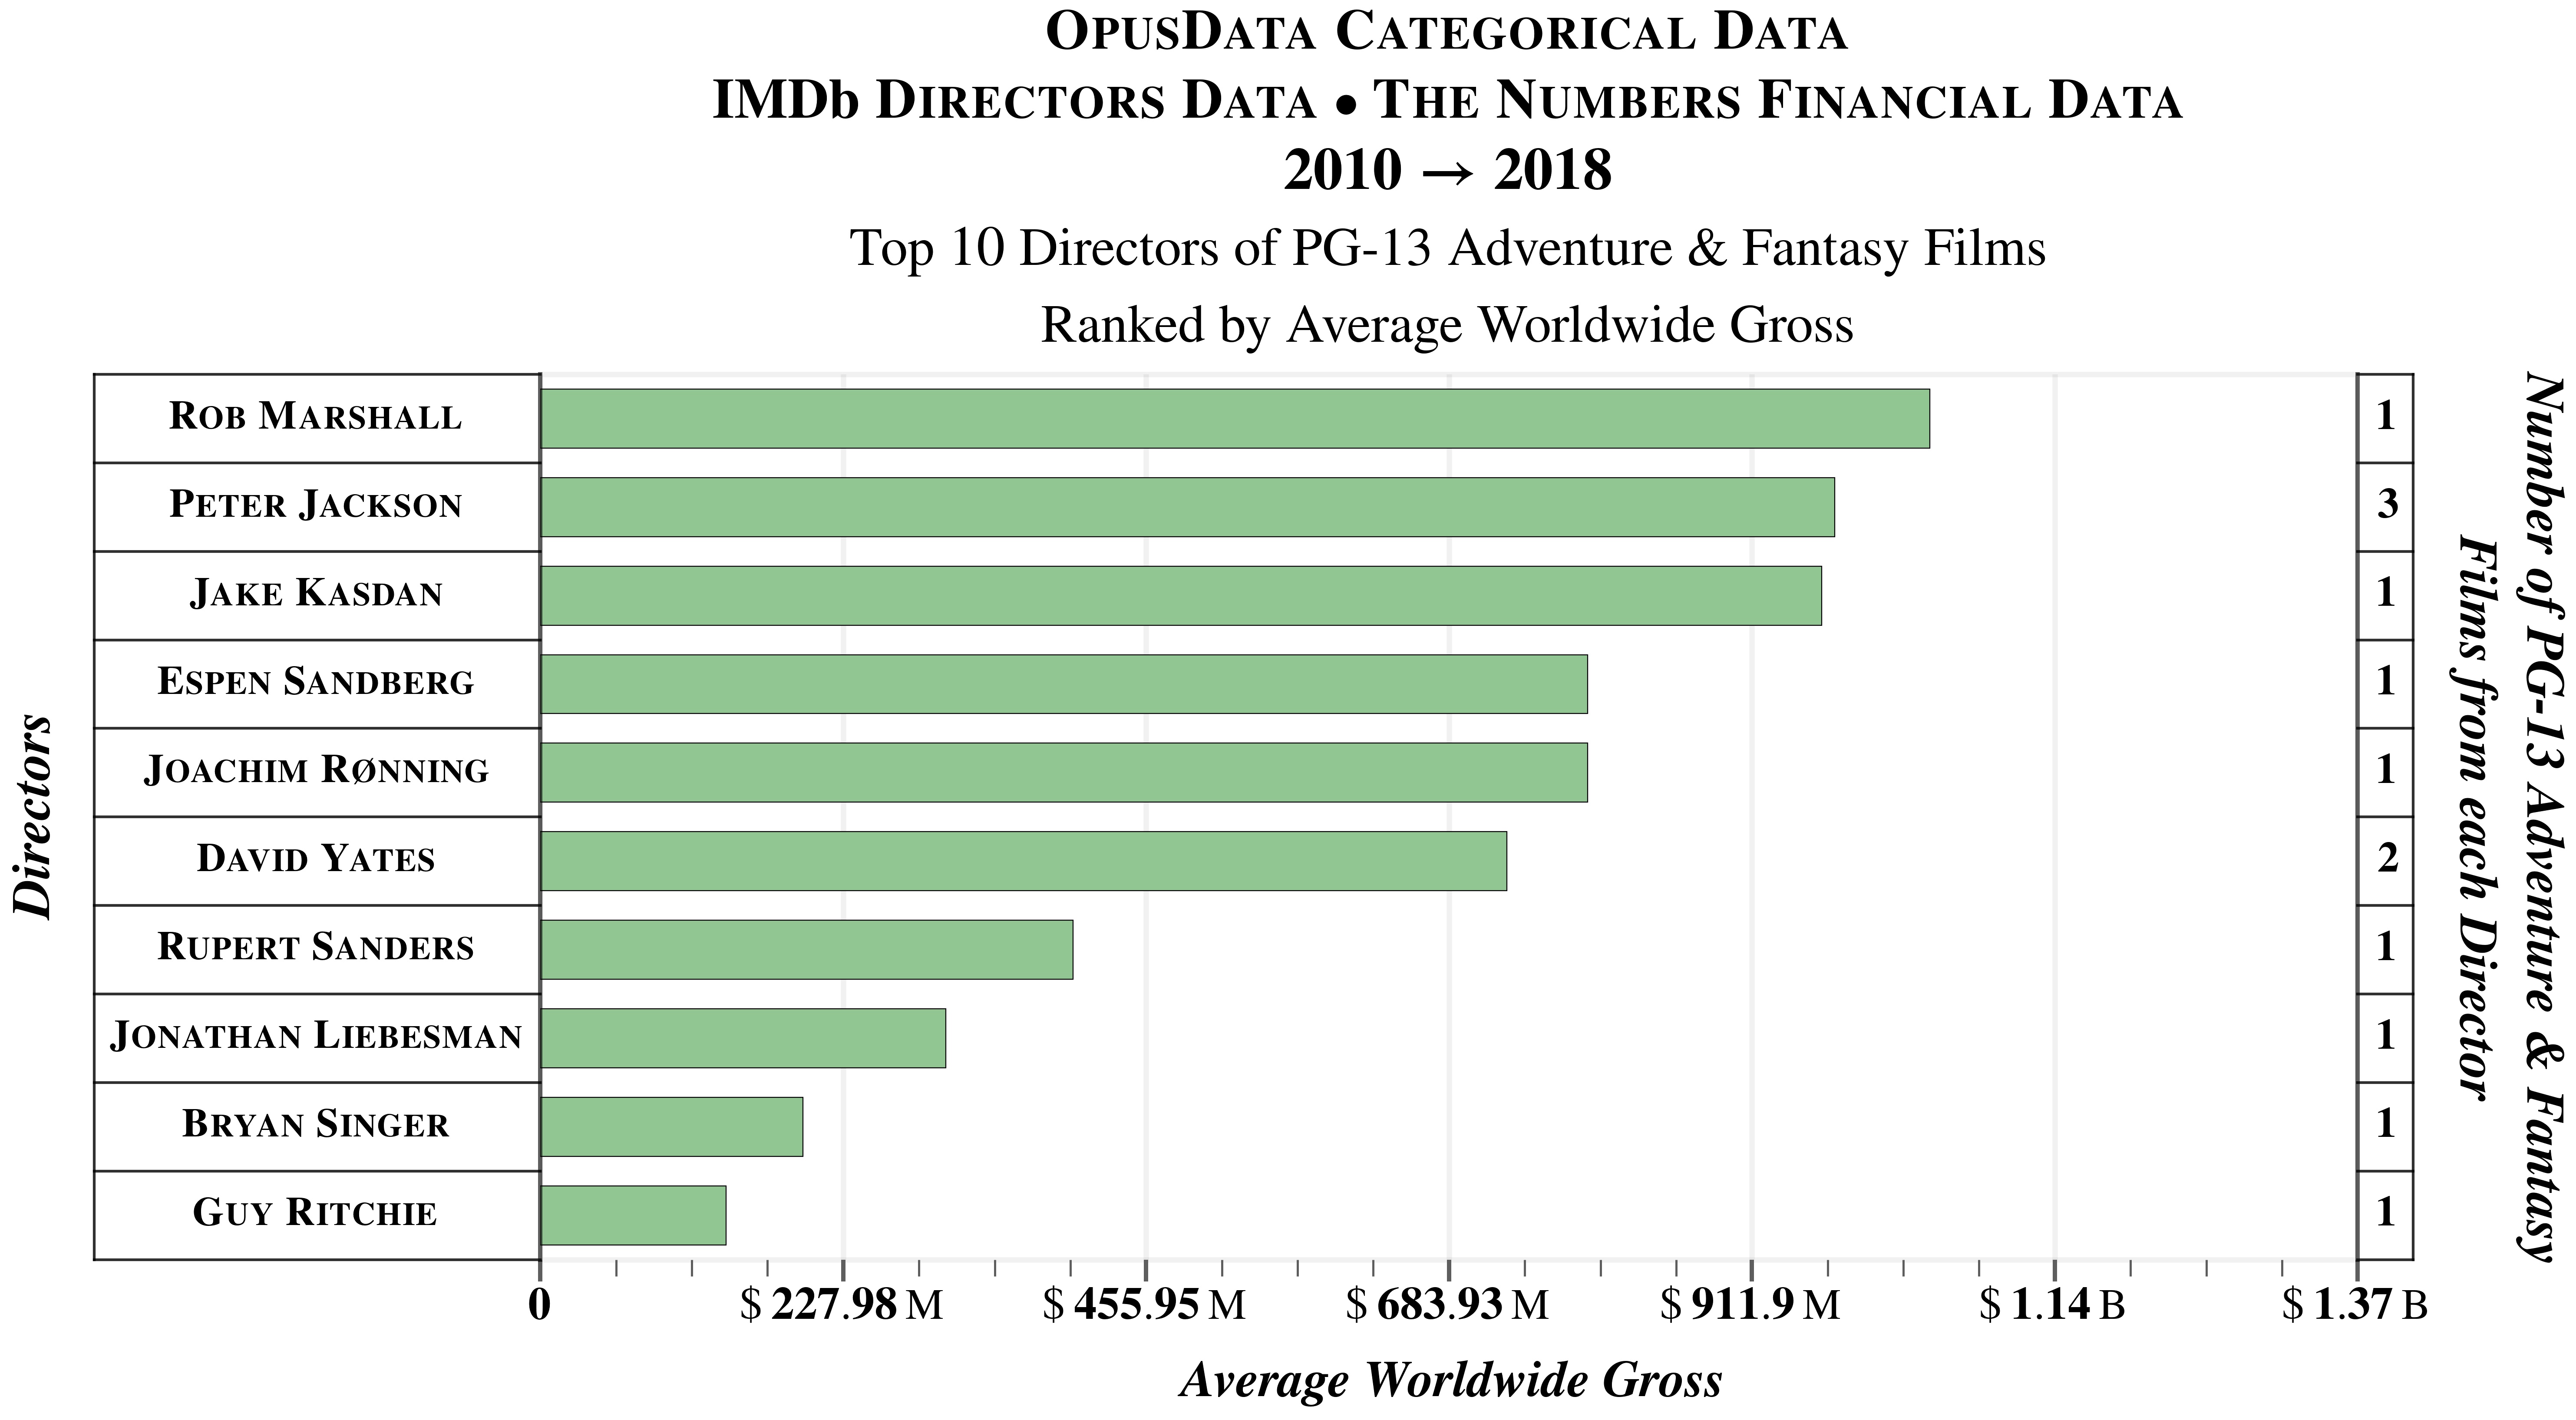 OpusData Categorical Data
IMDb Directors Data • The Numbers Financial Data
2010 → 2018
Top 10 Directors of PG-13 Adventure & Fantasy Films
Ranked by Average Worldwide Gross
Directors
Rob Marshall 1
Peter Jackson 3
Jake Kasdan 1
Espen Sandberg 1
Joachim Rønning 1
David Yates 2
Rupert Sanders 1
Jonathan Liebesman 1
Bryan Singer 1
Guy Ritchie 1
Number of PG-13 Adventure & Fantasy
Films from each Director
0 $ 227.98 M $ 455.95 M $ 683.93 M $ 911.9 M $ 1.14 B $ 1.37 B
Average Worldwide Gross